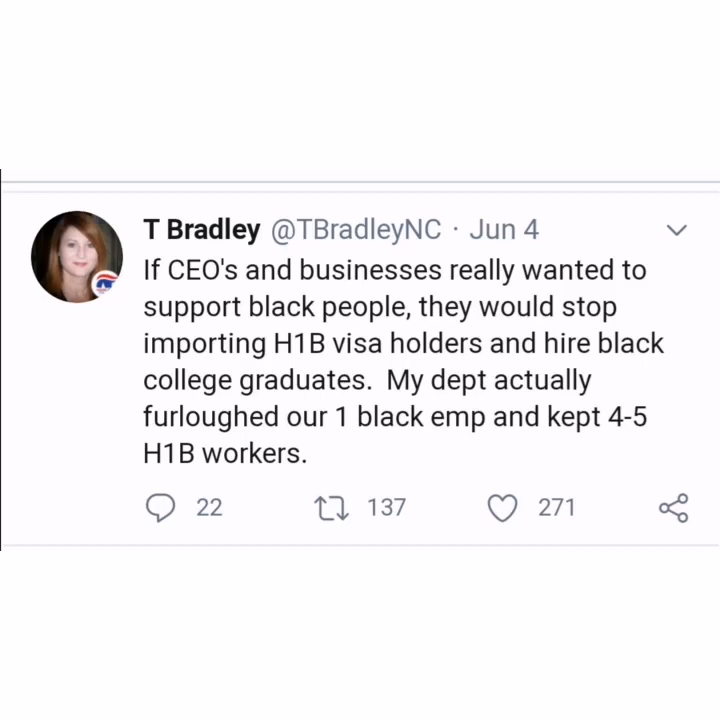 T Bradley @TBradleyNC · Jun 4
If CEO's and businesses really wanted to
support black people, they would stop
importing H1B visa holders and hire black
college graduates.  My dept actually
furloughed our 1 black emp and kept 4-5
H1B workers.
22 137 271